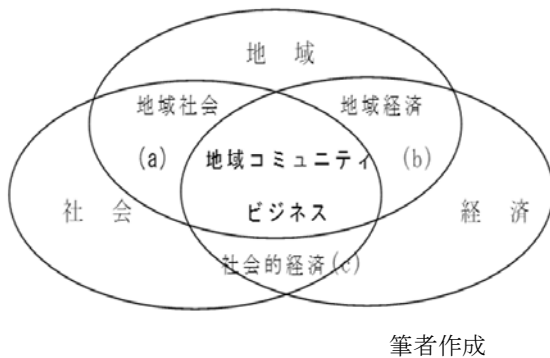 地 域
地域社会 地域経済
(a) 地域コミュニティ (b)
社 会 ビジネス 経 済
社会的経済(c)
筆者作成